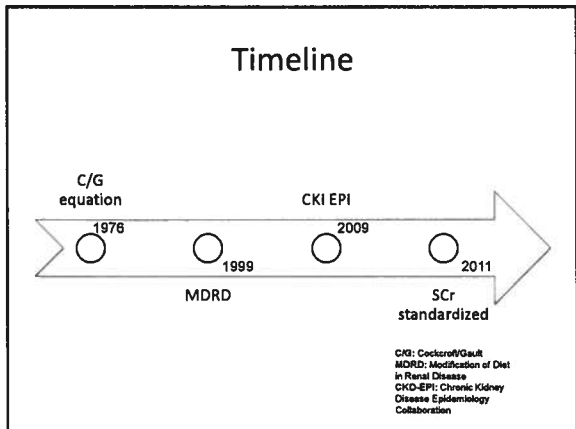 Timeline
C/G
equation
CKI EPI
1976
2009
1999
2011
MDRD
SCr
standardized
C/G: Cockcroft/Gault
MDRD: Modification of Diet
in Renal Disease
CKD-EPI: Chronic Kidney
Disease Epidemiology
Collaboration